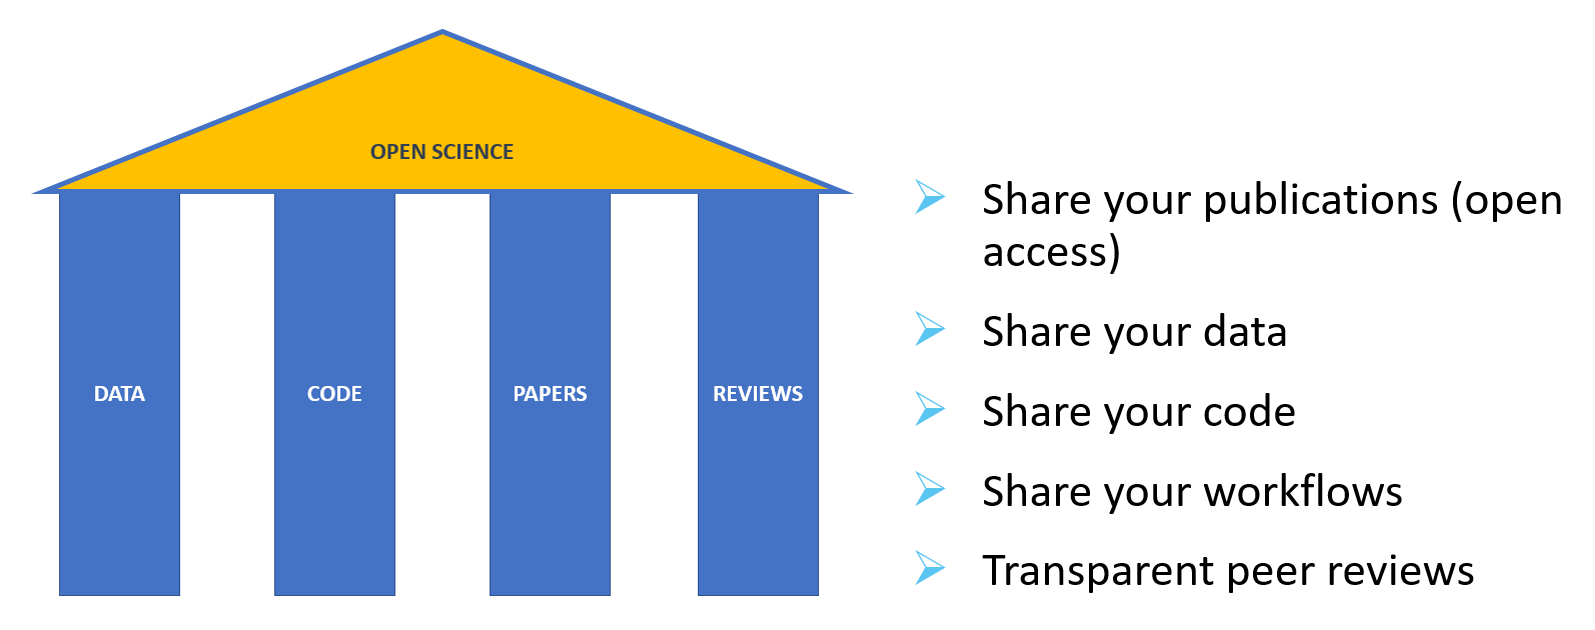 OPEN SCIENCE
DATA
CODE
PAPERS
REVIEWS
Share your publications (open
access)
Share your data
Share your code
Share your workflows
Transparent peer reviews